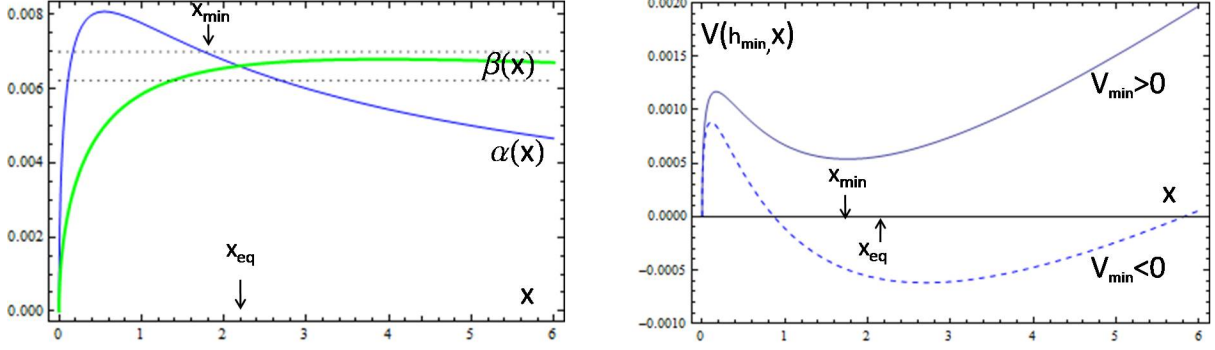 0.008
0.006
0.004
0.002
0.000
0
1
2
3
4
5
6
x_min
β(x)
α(x)
x_eq
x
0.0020
0.0015
0.0010
0.0005
0.0000
−0.0005
−0.0010
0
1
2
3
4
5
6
V(h_min,x)
V_min>0
x_min
x
x_eq
V_min<0